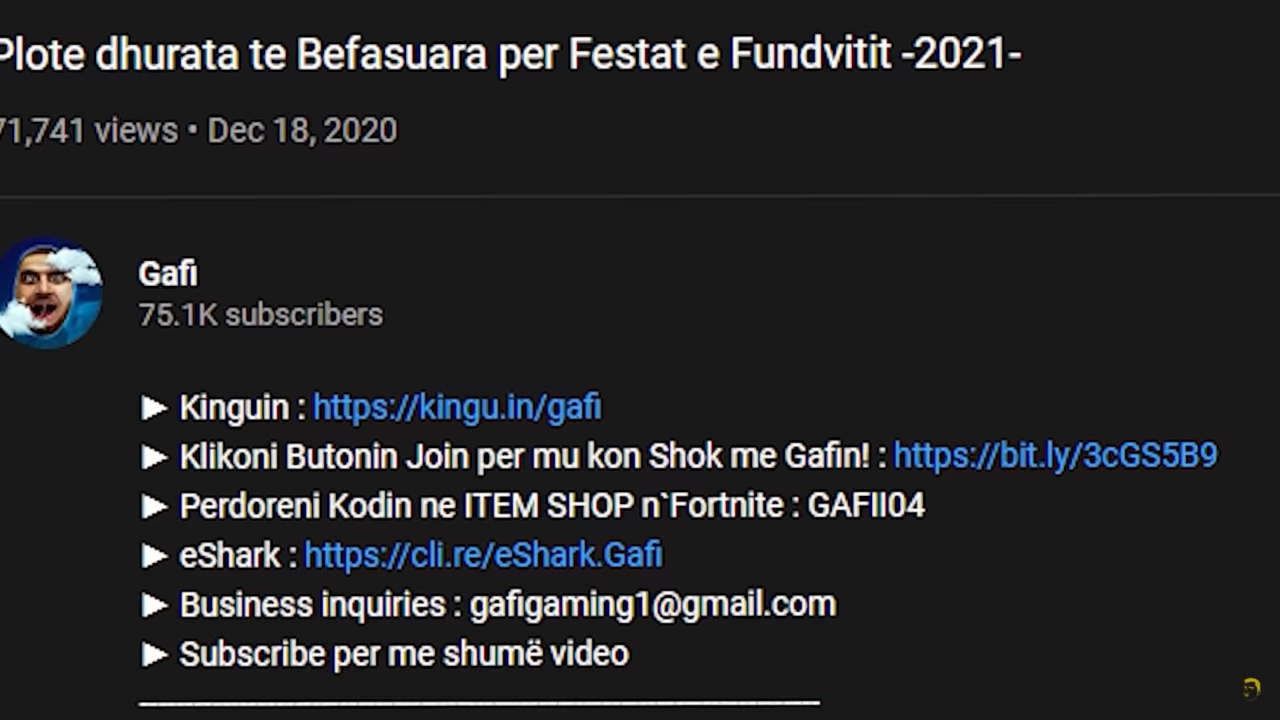 Plote dhurata te Befasuara per Festat e Fundvitit -2021-
71,741 views • Dec 18, 2020
Gafi
75.1K subscribers
► Kinguin : https://kingu.in/gafi
► Klikoni Butonin Join per mu kon Shok me Gafin! : https://bit.ly/3cGS5B9
► Perdoreni Kodin ne ITEM SHOP n`Fortnite : GAFII04
► eShark : https://cli.re/eShark.Gafi
► Business inquiries : gafigaming1@gmail.com
► Subscribe per me shumë video